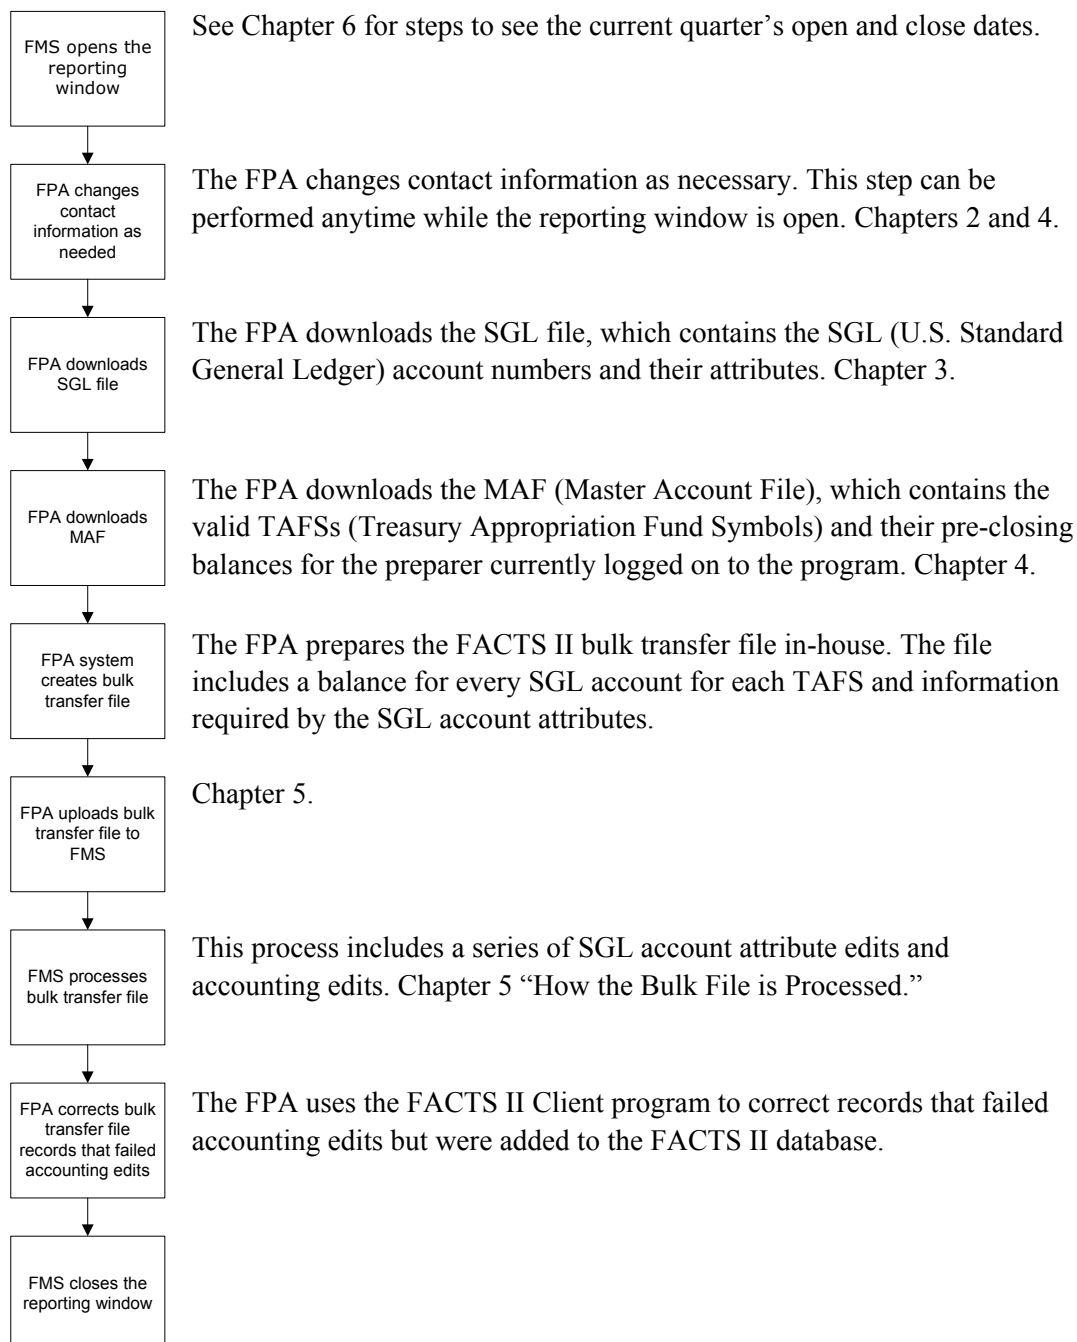 FMS opens the
reporting
window
See Chapter 6 for steps to see the current quarter’s open and close dates.
FPA changes
contact
information as
needed
The FPA changes contact information as necessary. This step can be
performed anytime while the reporting window is open. Chapters 2 and 4.
FPA downloads
SGL file
The FPA downloads the SGL file, which contains the SGL (U.S. Standard
General Ledger) account numbers and their attributes. Chapter 3.
FPA downloads
MAF
The FPA downloads the MAF (Master Account File), which contains the
valid TAFSs (Treasury Appropriation Fund Symbols) and their pre-closing
balances for the preparer currently logged on to the program. Chapter 4.
FPA system
creates bulk
transfer file
The FPA prepares the FACTS II bulk transfer file in-house. The file
includes a balance for every SGL account for each TAFS and information
required by the SGL account attributes.
FPA uploads bulk
transfer file to
FMS
Chapter 5.
FMS processes
bulk transfer file
This process includes a series of SGL account attribute edits and
accounting edits. Chapter 5 “How the Bulk File is Processed.”
FPA corrects bulk
transfer file
records that failed
accounting edits
The FPA uses the FACTS II Client program to correct records that failed
accounting edits but were added to the FACTS II database.
FMS closes the
reporting window